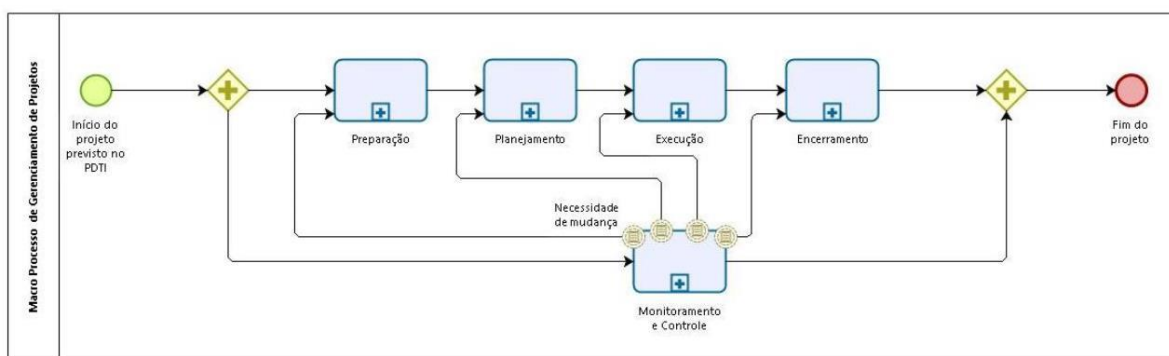 Macro Processo de Gerenciamento de Projetos
Início do
projeto
previsto no
PDTI
Preparação
Planejamento
Execução
Encerramento
Fim do
projeto
Necessidade
de mudança
Monitoramento
e Controle